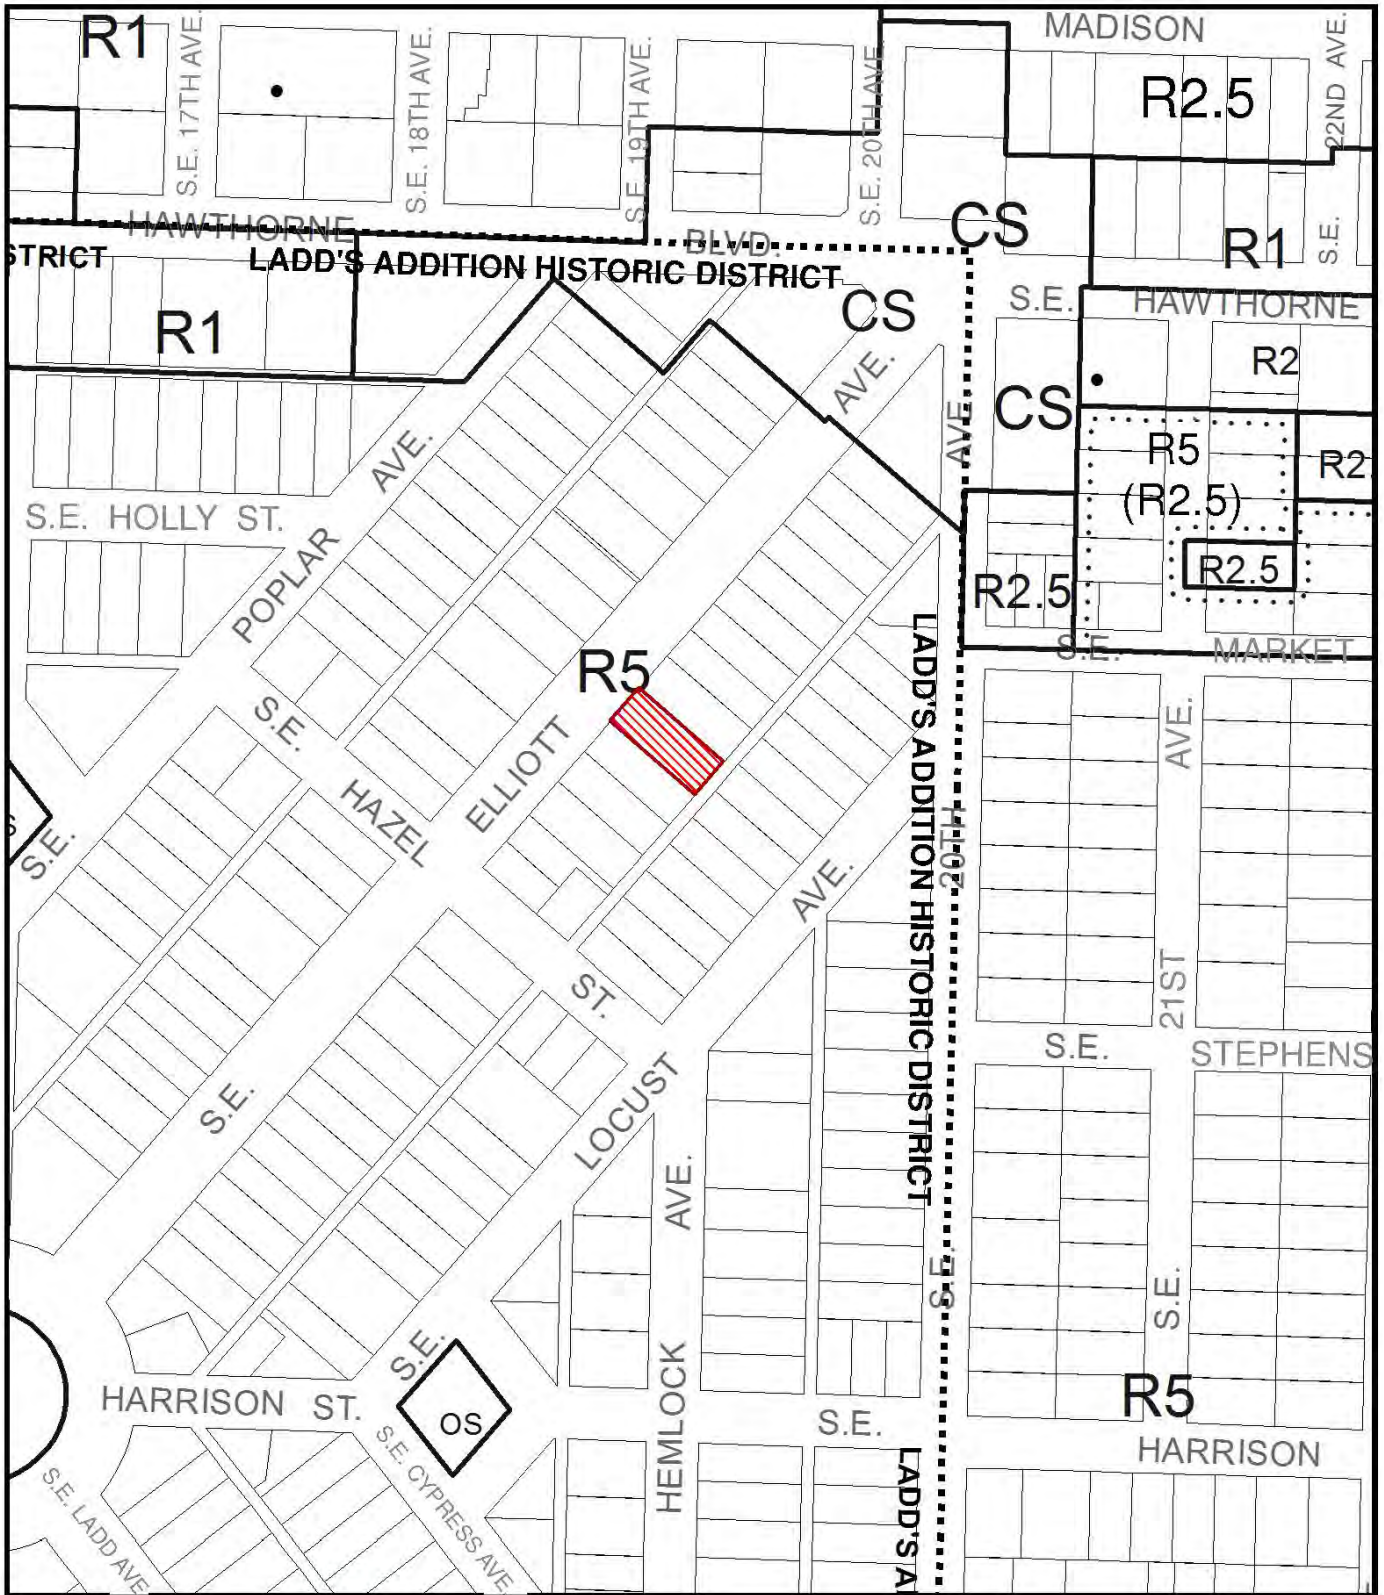 R1
S.E. 17TH AVE.
S.E. 18TH AVE.
S.E. 19TH AVE.
S.E. 20TH AVE.
MADISON
R2.5
22ND AVE.
S.E.
HAWTHORNE
BLVD.
CS
R1
STRICT
LADD'S ADDITION HISTORIC DISTRICT
R1
CS
S.E.
HAWTHORNE
AVE.
R2
CS
AVE.
AVE.
R5
(R2.5)
R2.
S.E. HOLLY ST.
POPLAR
R2.5
R2.5
S.E.
MARKET
R5
LADD'S ADDITION HISTORIC DISTRICT
S.E.
HAZEL
ELLIOTT
AVE.
S.E.
20TH
AVE.
ST.
21ST
S.E.
STEPHENS
S.E.
LOCUST
AVE.
S.E.
S.E.
S.E.
HARRISON ST.
OS
HEMLOCK
S.E.
R5
HARRISON
S.E. LADD AVE
S.E. CYPRESS AVE.
LADD'S A